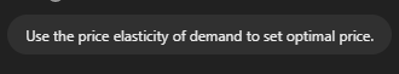 Use the price elasticity of demand to set optimal price.